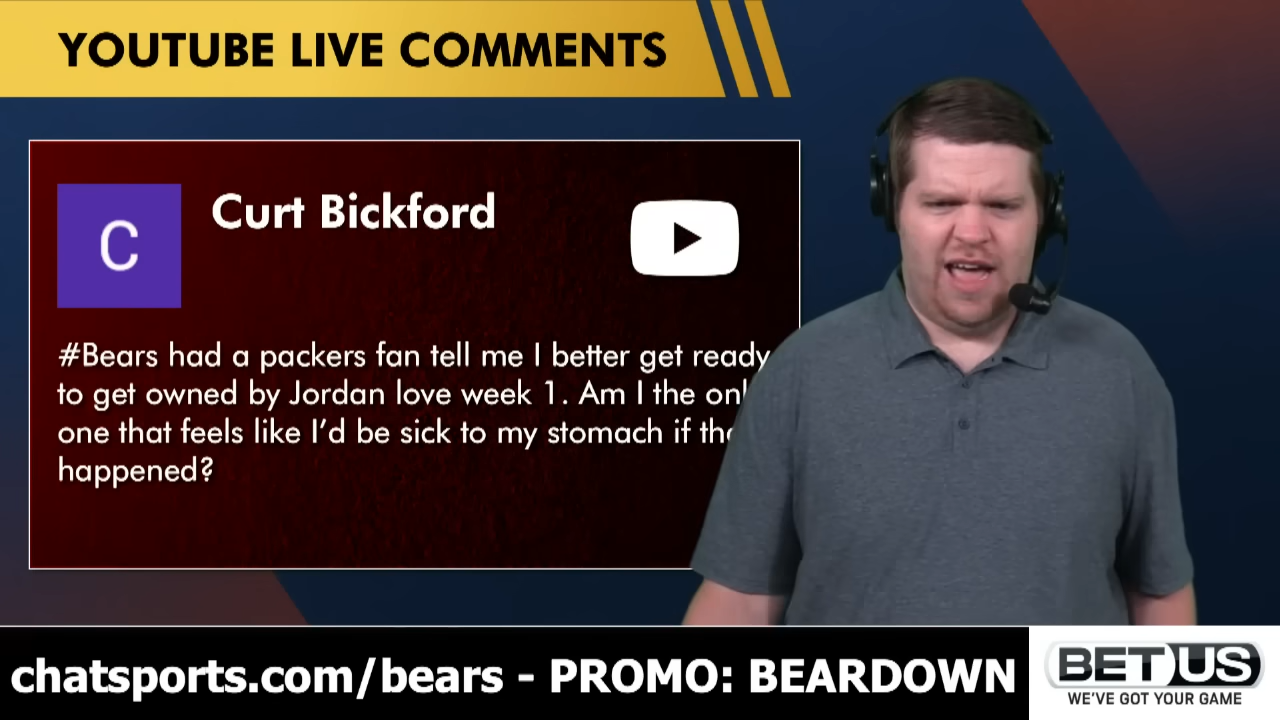 YOUTUBE LIVE COMMENTS
C
Curt Bickford
#Bears had a packers fan tell me I better get ready
to get owned by Jordan love week 1. Am I the
one that feels like I'd be sick to my stomach if
happened?
chatsports.com/bears - PROMO: BEARDOWN
BETUS
WE'VE GOT YOUR GAME